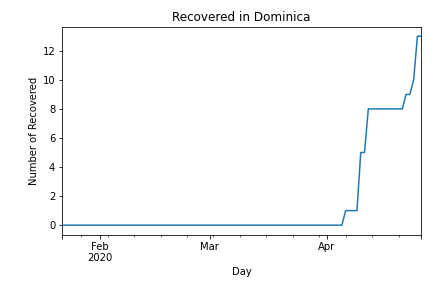 Recovered in Dominica
Number of Recovered
12
10
8
6
4
2
0
Feb
2020
Mar
Apr
Day